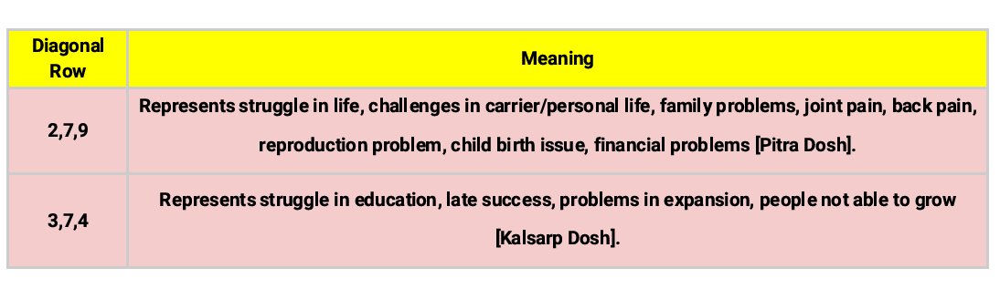 Diagonal
Row
Meaning
2,7,9
Represents struggle in life, challenges in carrier/personal life, family problems, joint pain, back pain,
reproduction problem, child birth issue, financial problems [Pitra Dosh].
3,7,4
Represents struggle in education, late success, problems in expansion, people not able to grow
[Kalsarp Dosh].